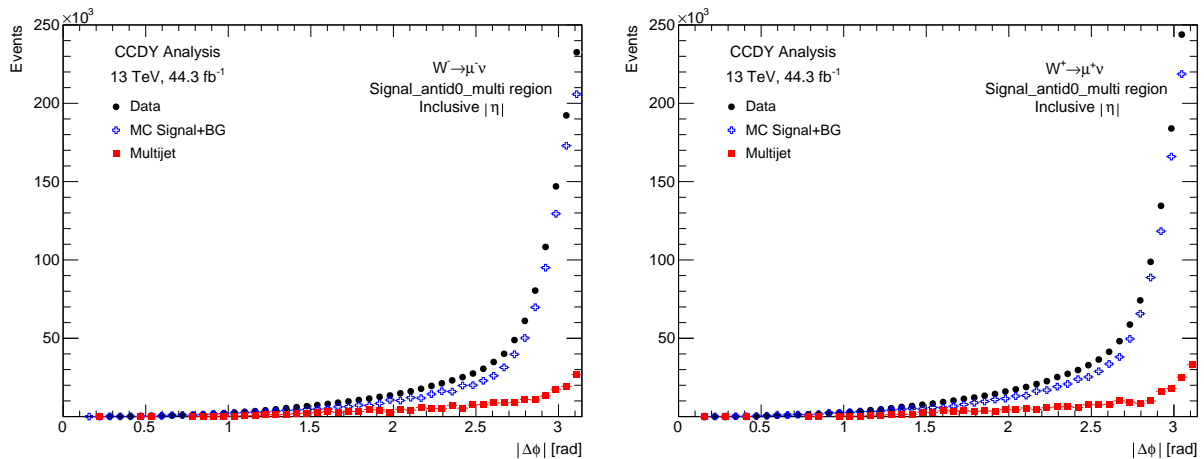 ×10³
Events
250
200
150
100
50
0
0.5
1
1.5
2
2.5
3
|Δϕ| [rad]
CCDY Analysis
13 TeV, 44.3 fb⁻¹
Data
MC Signal+BG
Multijet
W⁻→μ⁻ν
Signal_antid0_multi region
Inclusive |η|
×10³
Events
250
200
150
100
50
0
0.5
1
1.5
2
2.5
3
|Δϕ| [rad]
CCDY Analysis
13 TeV, 44.3 fb⁻¹
Data
MC Signal+BG
Multijet
W⁺→μ⁺ν
Signal_antid0_multi region
Inclusive |η|